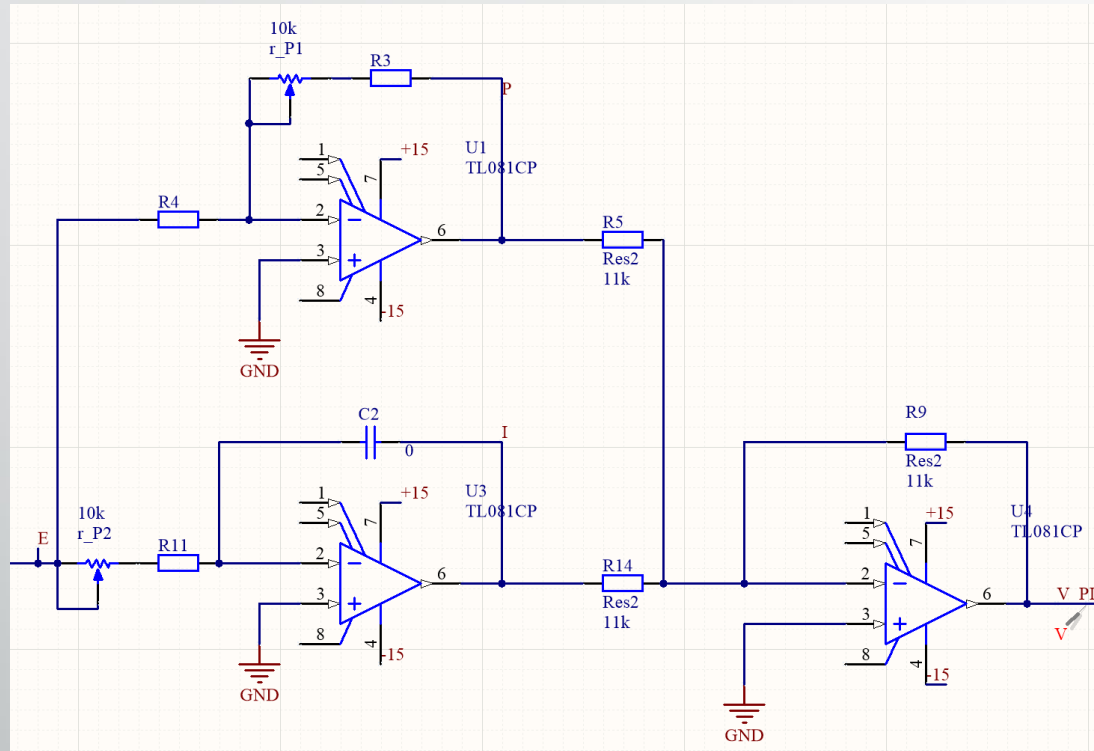 10k
r_P1
R3
P
1
5
+15
7
U1
TL081CP
R4
2
−
6
3
+
8
4
-15
GND
R5
Res2
11k
C2
0
I
1
5
+15
7
U3
TL081CP
E
10k
r_P2
R11
2
−
6
3
+
8
4
-15
GND
R14
Res2
11k
R9
Res2
11k
1
5
+15
7
U4
TL081CP
2
−
6
3
+
8
4
-15
GND
V_PI
V